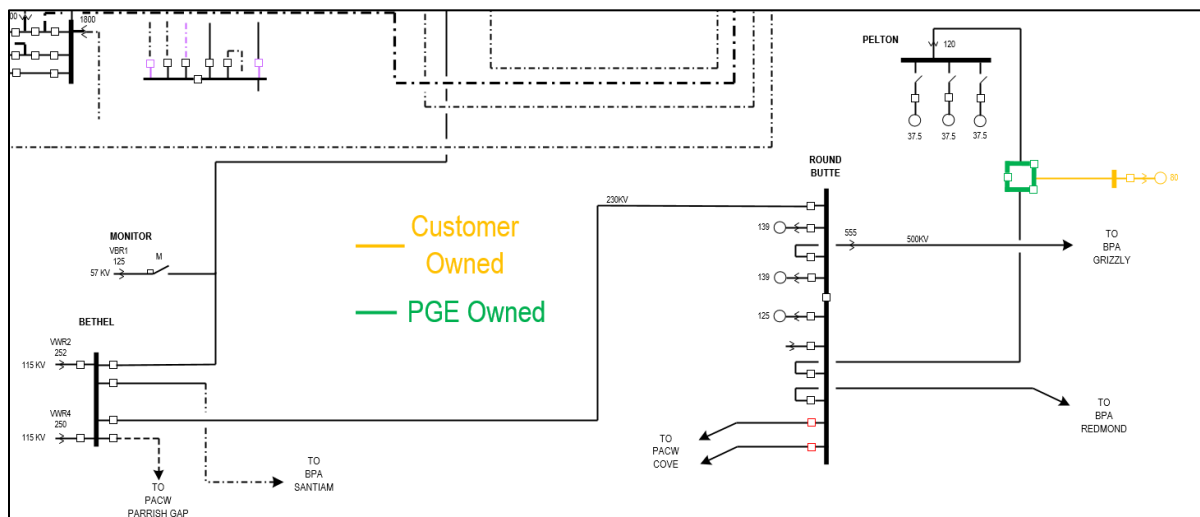 00
1800
PELTON
120
37.5
37.5
37.5
ROUND
BUTTE
80
230KV
Customer
Owned
139
555
500KV
TO
BPA
GRIZZLY
MONITOR
VBR1
125
M
57 KV
139
PGE Owned
125
BETHEL
VWR2
252
115 KV
VWR4
250
115 KV
TO
BPA
REDMOND
TO
PACW
COVE
TO
BPA
SANTIAM
TO
PACW
PARRISH GAP